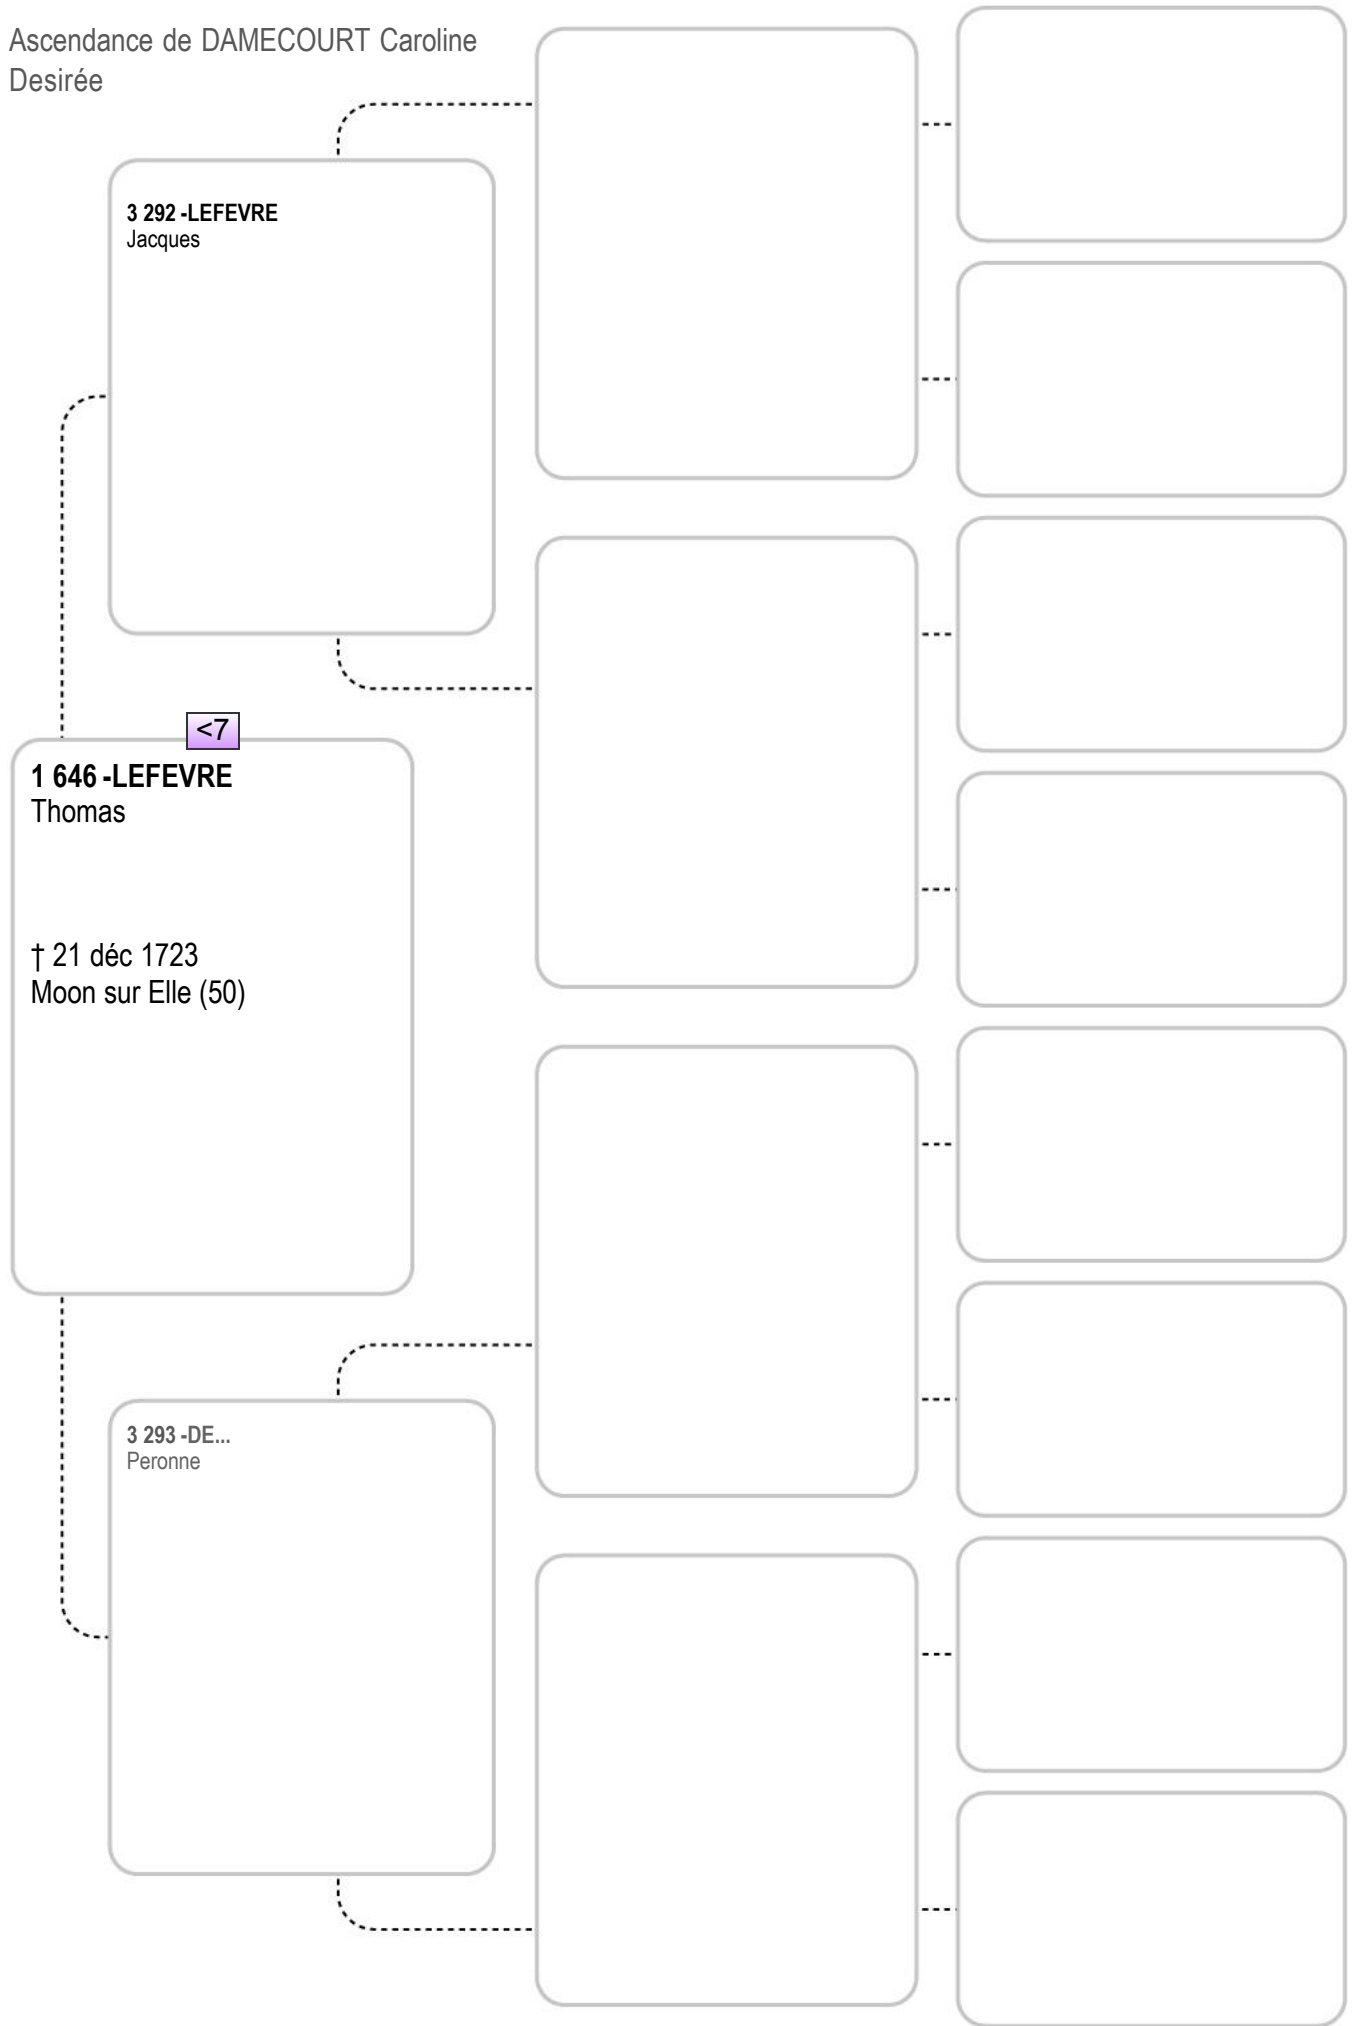 Ascendance de DAMECOURT Caroline
Desirée
3 292 -LEFEVRE
Jacques
<7
1 646 -LEFEVRE
Thomas
† 21 déc 1723
Moon sur Elle (50)
3 293 -DE...
Peronne